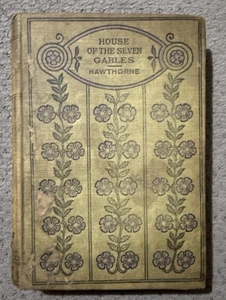 HOUSE
OF THE SEVEN
GABLES
HAWTHORNE